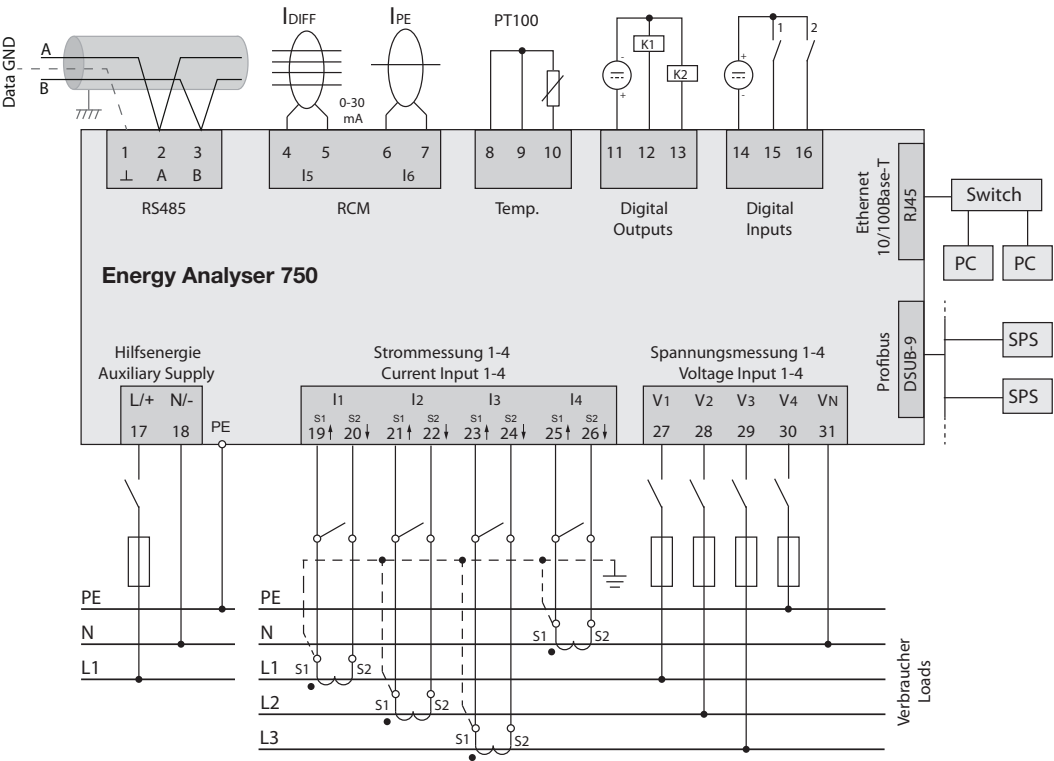 Data GND
A
B
IDIFF
IPE
0-30
mA
PT100
-
K1
K2
+
1
2
+
-
1 2 3
⊥ A B
RS485
4 5 6 7
I5 I6
RCM
8 9 10
Temp.
11 12 13
Digital
Outputs
14 15 16
Digital
Inputs
Ethernet
10/100Base-T
RJ45
Switch
PC PC
Energy Analyser 750
Profibus
DSUB-9
SPS
SPS
Hilfsenergie
Auxiliary Supply
L/+ N/-
17 18
PE
Strommessung 1-4
Current Input 1-4
I1 I2 I3 I4
S1 S2 S1 S2 S1 S2 S1 S2
19 20 21 22 23 24 25 26
Spannungsmessung 1-4
Voltage Input 1-4
V1 V2 V3 V4 VN
27 28 29 30 31
PE
N
L1
PE
N
L1
L2
L3
S1 S2
S1 S2
S1 S2
S1 S2
Verbraucher
Loads